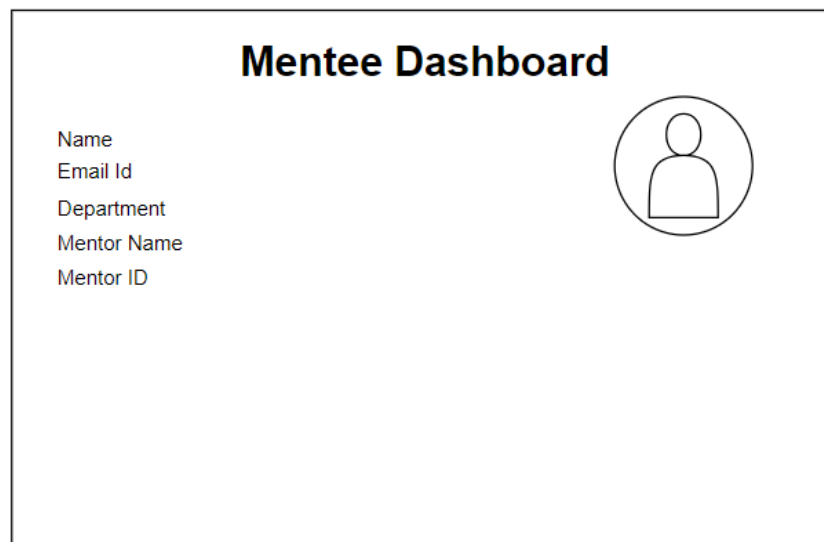 Mentee Dashboard
Name
Email Id
Department
Mentor Name
Mentor ID